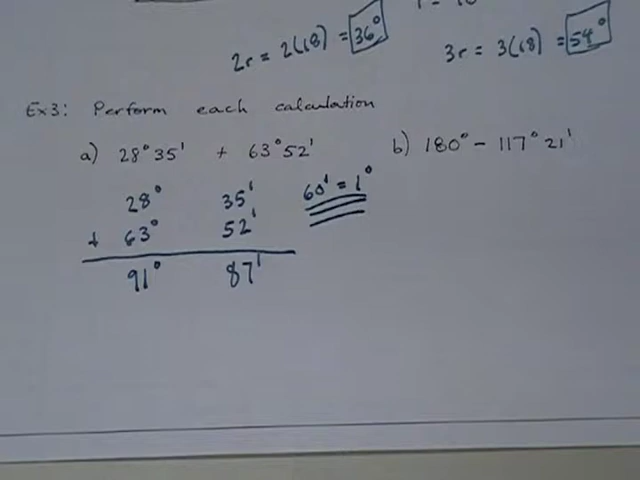 2r = 2(18) = 36°
3r = 3(18) = 54°
Ex3: Perform each calculation
a) 28°35' + 63°52'
b) 180° - 117°21'
28° 35'
60' = 1°
+ 63° 52'
91° 87'